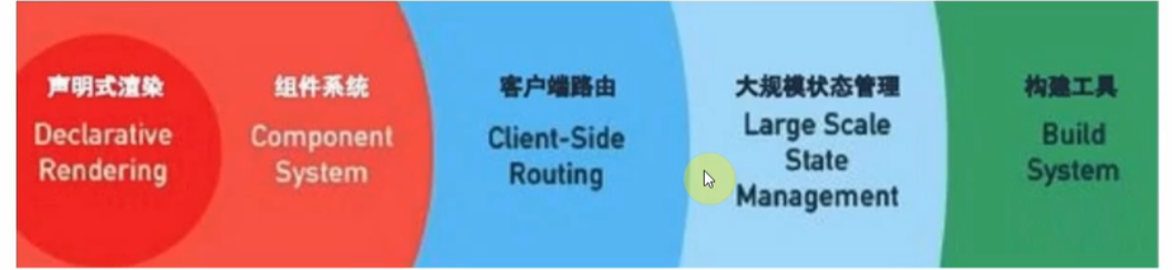 声明式渲染
Declarative
Rendering
组件系统
Component
System
客户端路由
Client-Side
Routing
大规模状态管理
Large Scale
State
Management
构建工具
Build
System